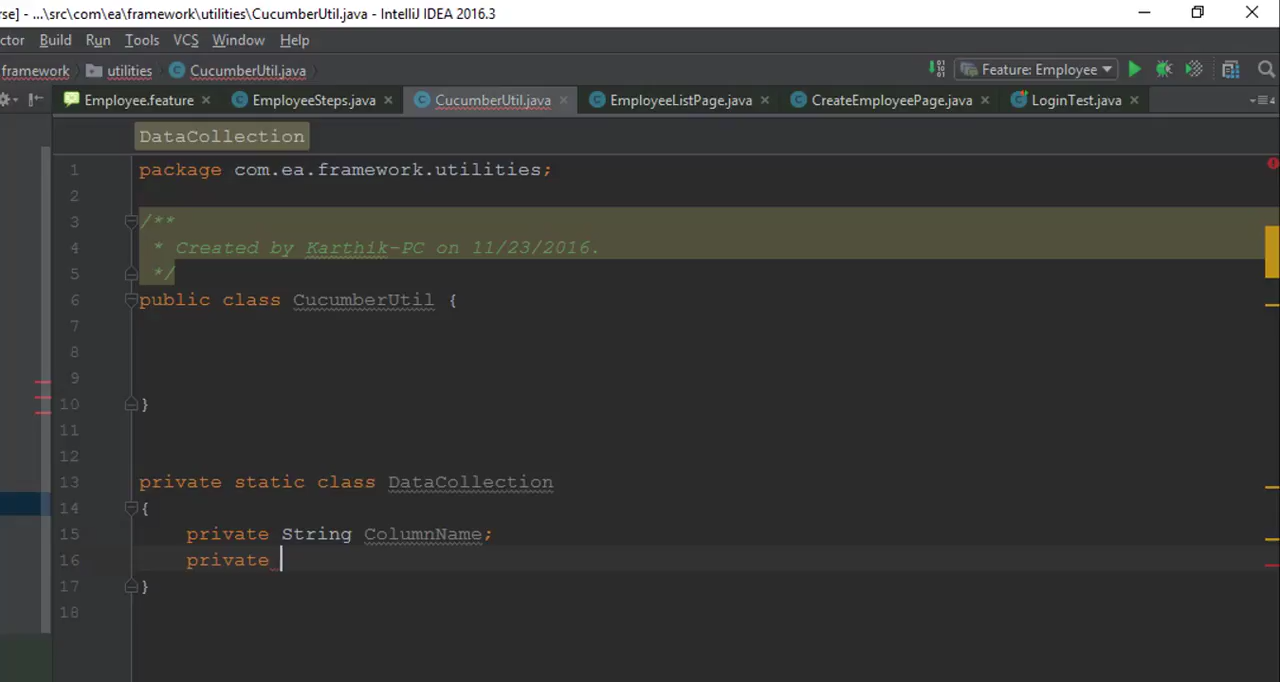 se] - ...\src\com\ea\framework\utilities\CucumberUtil.java - IntelliJ IDEA 2016.3
ctor Build Run Tools VCS Window Help
framework utilities CucumberUtil.java Feature: Employee
Employee.feature EmployeeSteps.java CucumberUtil.java EmployeeListPage.java CreateEmployeePage.java LoginTest.java 4
DataCollection
1 package com.ea.framework.utilities;
2
3 /**
4 * Created by Karthik-PC on 11/23/2016.
5 */
6 public class CucumberUtil {
7
8
9
10 }
11
12
13 private static class DataCollection
14 {
15 private String ColumnName;
16 private
17 }
18